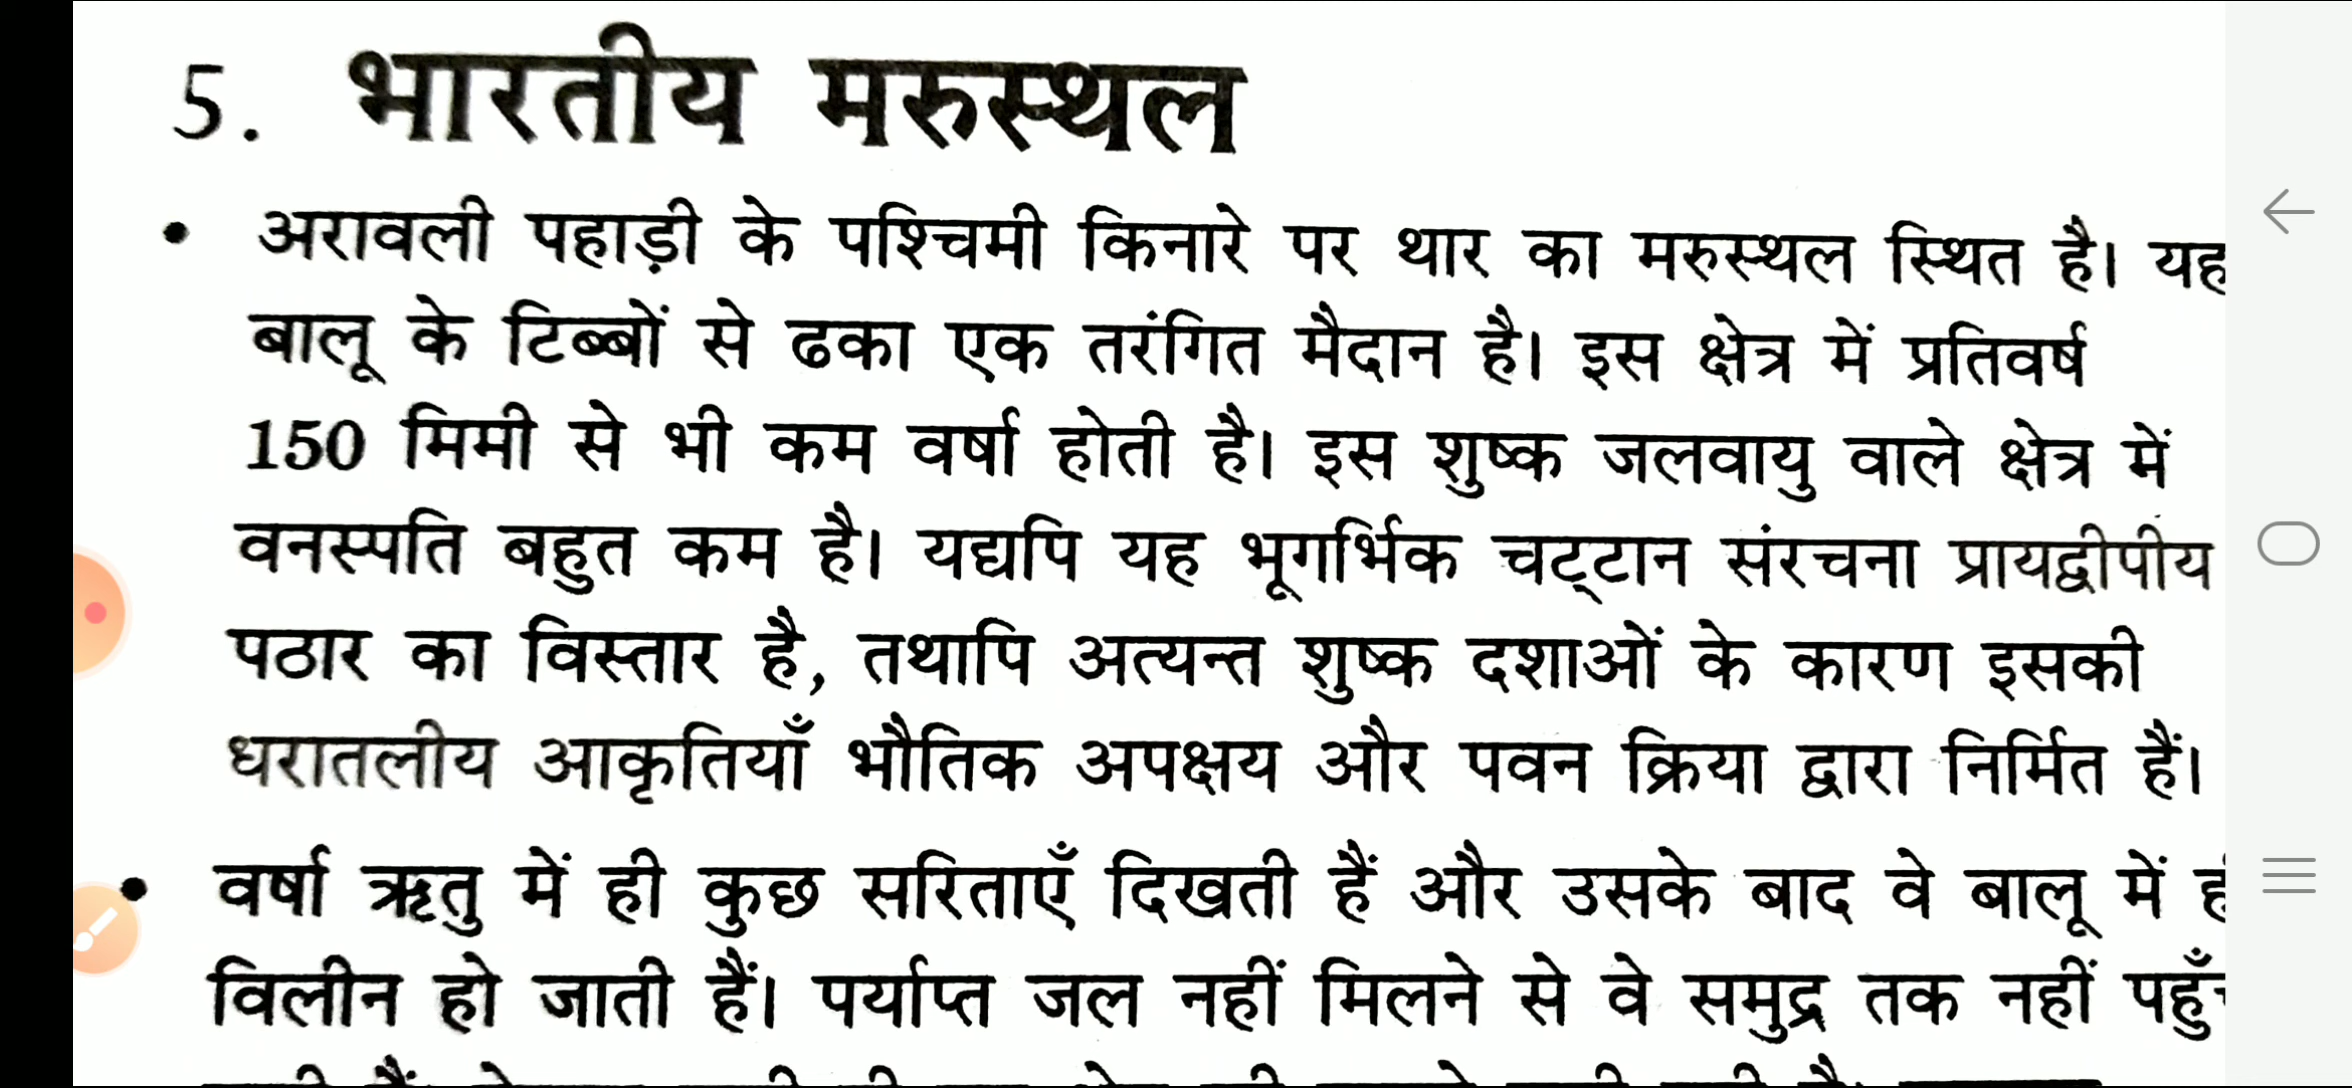 5. भारतीय मरुस्थल
• अरावली पहाड़ी के पश्चिमी किनारे पर थार का मरुस्थल स्थित है। यह
बालू के टिब्बों से ढका एक तरंगित मैदान है। इस क्षेत्र में प्रतिवर्ष
150 मिमी से भी कम वर्षा होती है। इस शुष्क जलवायु वाले क्षेत्र में
वनस्पति बहुत कम है। यद्यपि यह भूगर्भिक चट्टान संरचना प्रायद्वीपीय
पठार का विस्तार है, तथापि अत्यन्त शुष्क दशाओं के कारण इसकी
धरातलीय आकृतियाँ भौतिक अपक्षय और पवन क्रिया द्वारा निर्मित हैं।
• वर्षा ऋतु में ही कुछ सरिताएँ दिखती हैं और उसके बाद वे बालू में
विलीन हो जाती हैं। पर्याप्त जल नहीं मिलने से वे समुद्र तक नहीं